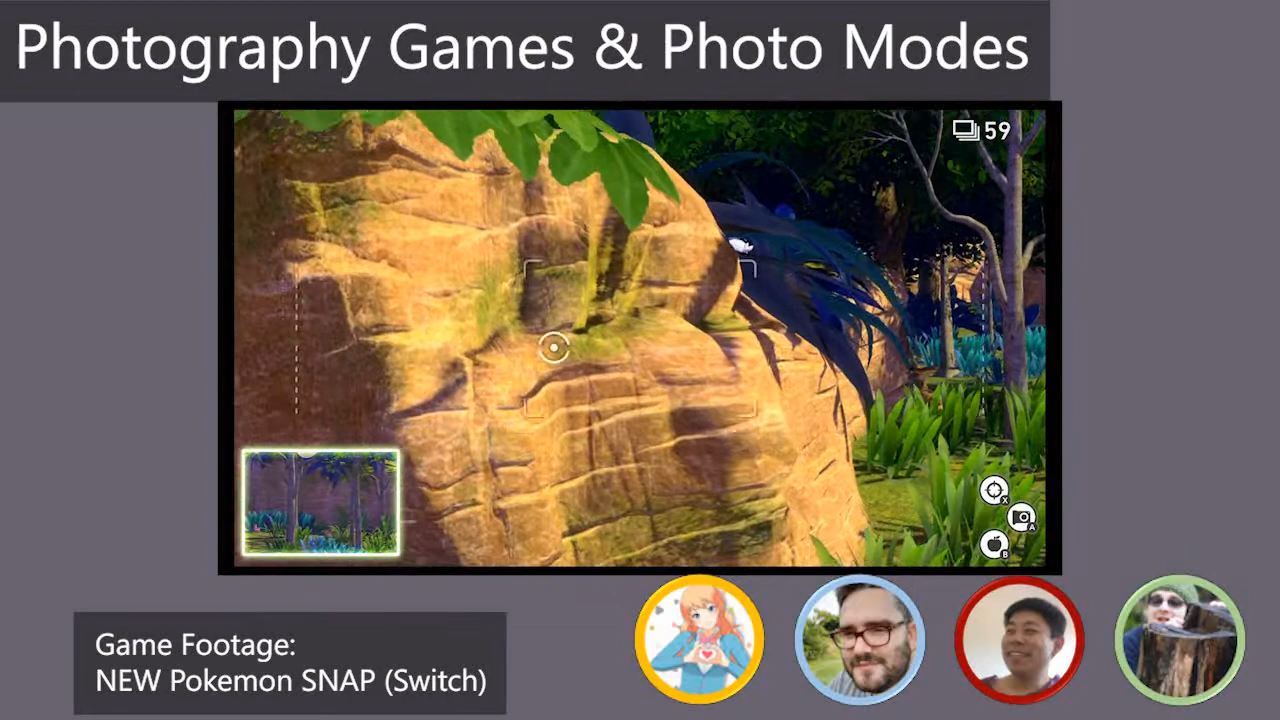 Photography Games & Photo Modes
59
X
A
B
Game Footage:
NEW Pokemon SNAP (Switch)